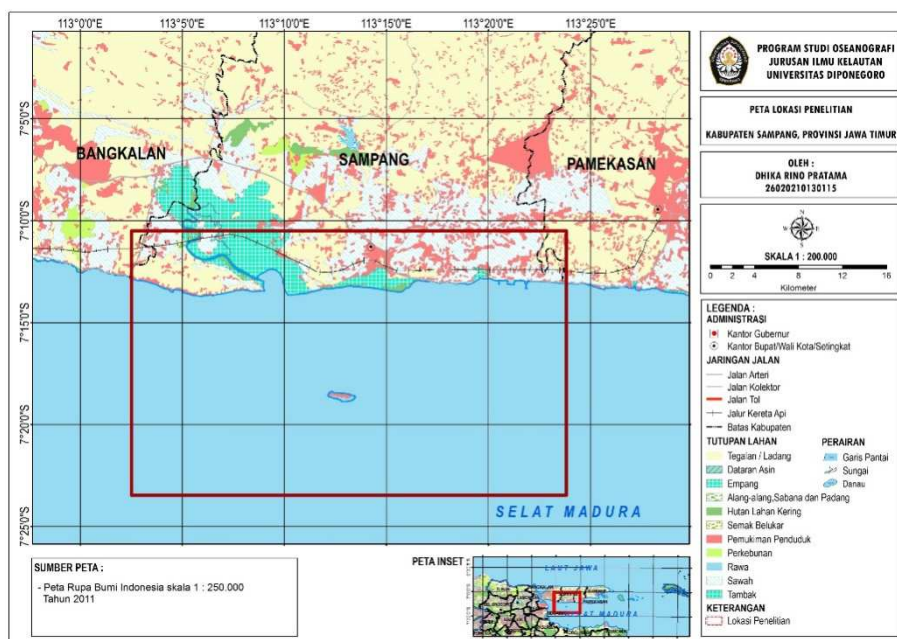 113°0'0"E 113°5'0"E 113°10'0"E 113°15'0"E 113°20'0"E 113°25'0"E
7°5'0"S
7°10'0"S
7°15'0"S
7°20'0"S
7°25'0"S
BANGKALAN
SAMPANG
PAMEKASAN
SELAT MADURA
PROGRAM STUDI OSEANOGRAFI
JURUSAN ILMU KELAUTAN
UNIVERSITAS DIPONEGORO
PETA LOKASI PENELITIAN
KABUPATEN SAMPANG, PROVINSI JAWA TIMUR
OLEH :
DHIKA RINO PRATAMA
26020210130115
N
W E
S
SKALA 1 : 200.000
0 2 4 8 12 16
Kilometer
LEGENDA :
ADMINISTRASI
Kantor Gubernur
Kantor Bupat/Wali Kota/Setingkat
JARINGAN JALAN
Jalan Arteri
Jalan Kolektor
Jalan Tol
Jalur Kereta Api
Batas Kabupaten
TUTUPAN LAHAN
Tegalan / Ladang
Dataran Asin
Empang
Alang-alang,Sabana dan Padang
Hutan Lahan Kering
Semak Belukar
Pemukiman Penduduk
Perkebunan
Rawa
Sawah
Tambak
PERAIRAN
Garis Pantai
Sungai
Danau
KETERANGAN
Lokasi Penelitian
SUMBER PETA :
- Peta Rupa Bumi Indonesia skala 1 : 250.000
Tahun 2011
PETA INSET
LAUT JAWA
SELAT MADURA